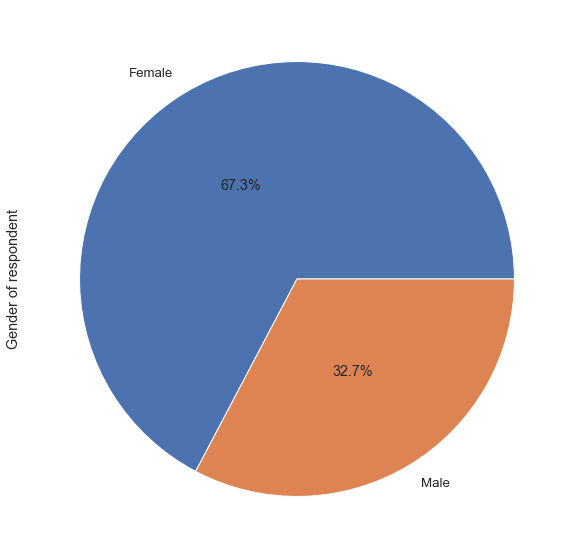 Female
67.3%
Gender of respondent
32.7%
Male